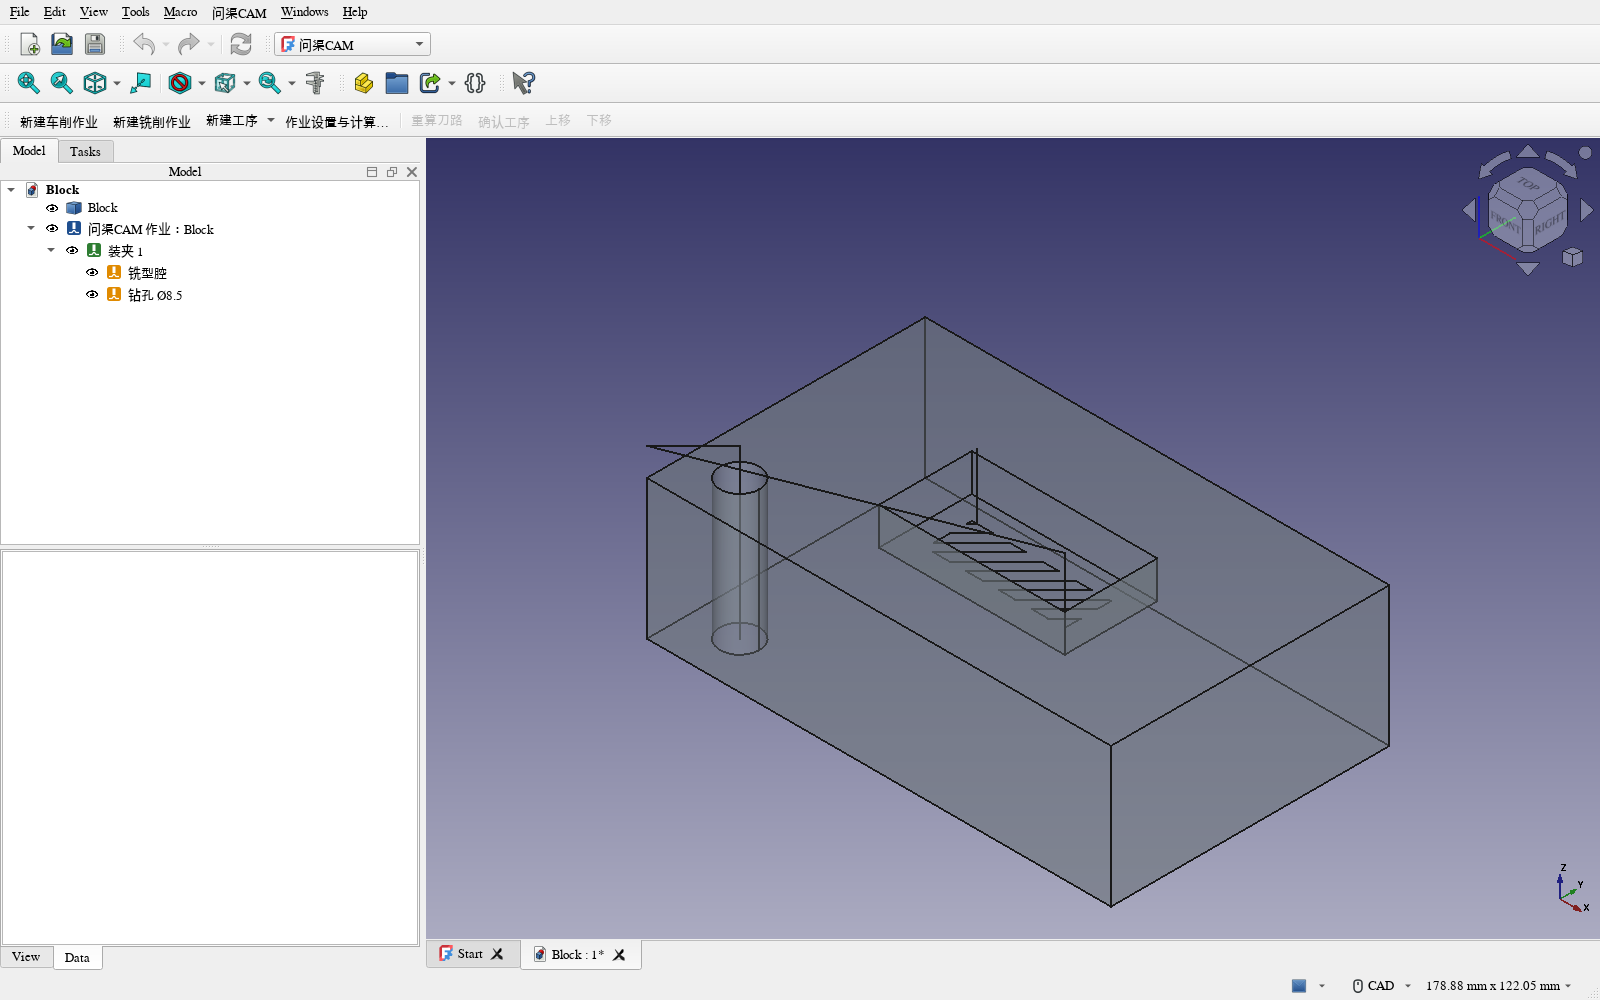 File Edit View Tools Macro 问渠CAM Windows Help
问渠CAM
新建车削作业 新建铣削作业 新建工序 作业设置与计算... 重算刀路 确认工序 上移 下移
Model Tasks
Model
Block
Block
问渠CAM 作业：Block
装夹 1
铣型腔
钻孔 Ø8.5
TOP
FRONT RIGHT
Z
Y
X
View Data
Start Block : 1*
CAD 178.88 mm x 122.05 mm